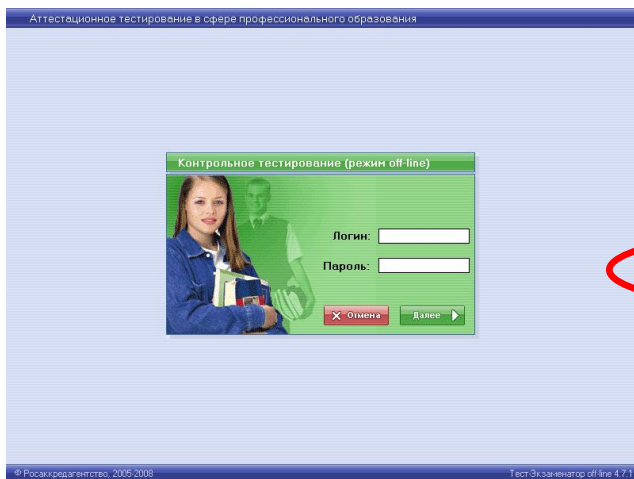 Аттестационное тестирование в сфере профессионального образования
Контрольное тестирование (режим off-line)
Логин:
Пароль:
Отмена
Далее
© Росаккредагентство, 2005-2008
Тест-Экзаменатор off-line 4.7.1